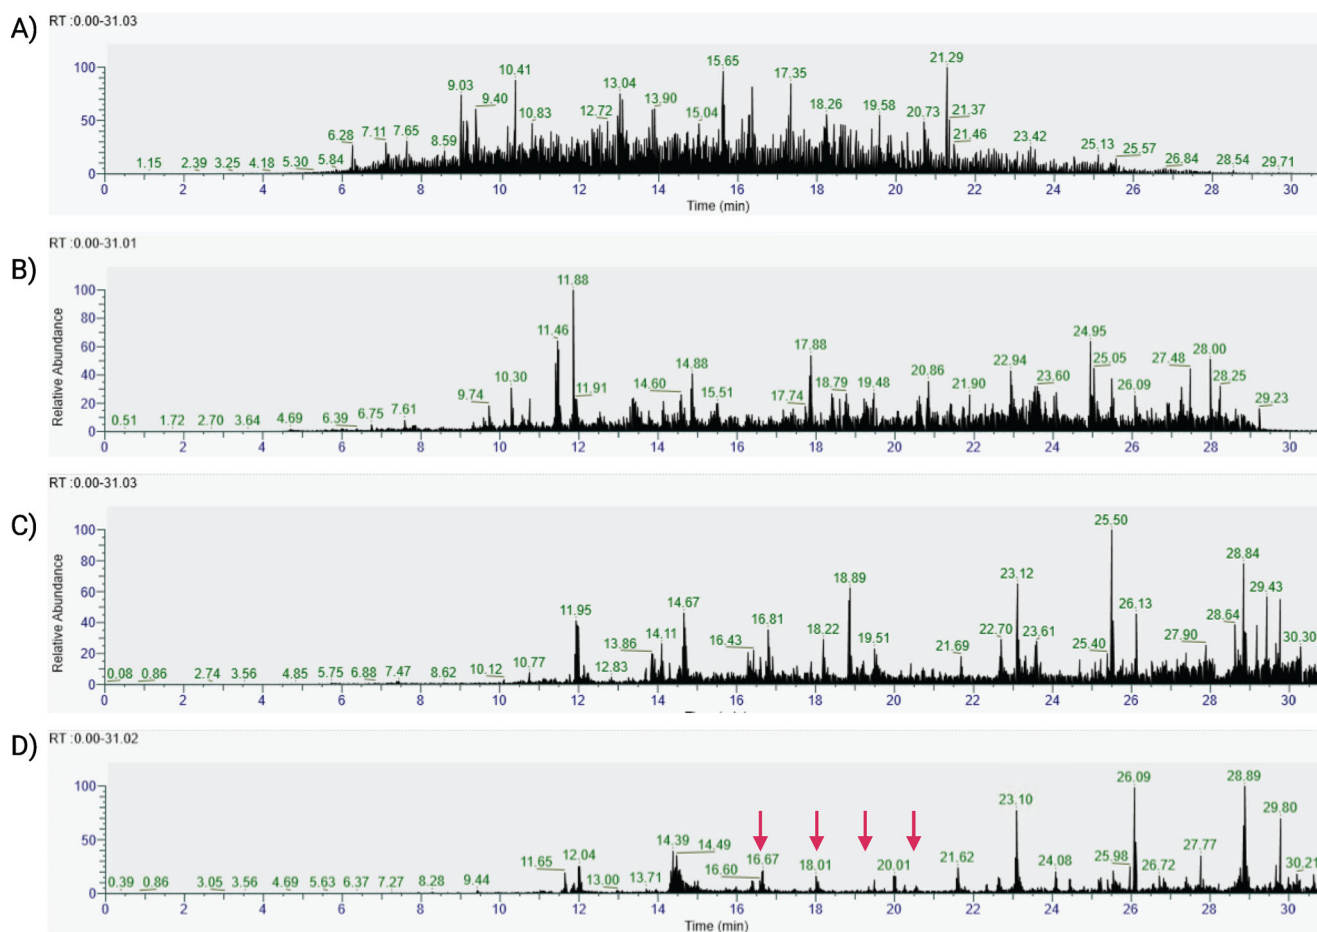 A)
RT :0.00-31.03
100
50
0
1.15 2.39 3.25 4.18 5.30 5.84 6.28 7.11 7.65 8.59 9.03 9.40 10.41 10.83 12.72 13.04 13.90 15.04 15.65 17.35 18.26 19.58 20.73 21.29 21.37 21.46 23.42 25.13 25.57 26.84 28.54 29.71
0 2 4 6 8 10 12 14 16 18 20 22 24 26 28 30
Time (min)
B)
RT :0.00-31.01
Relative Abundance
100
80
60
40
20
0
0.51 1.72 2.70 3.64 4.69 6.39 6.75 7.61 9.74 10.30 11.46 11.88 11.91 14.60 14.88 15.51 17.74 17.88 18.79 19.48 20.86 21.90 22.94 23.60 24.95 25.05 26.09 27.48 28.00 28.25 29.23
0 2 4 6 8 10 12 14 16 18 20 22 24 26 28 30
C)
RT :0.00-31.03
Relative Abundance
100
80
60
40
20
0
0.08 0.86 2.74 3.56 4.85 5.75 6.88 7.47 8.62 10.12 10.77 11.95 12.83 13.86 14.11 14.67 16.43 16.81 18.22 18.89 19.51 21.69 22.70 23.12 23.61 25.40 25.50 26.13 27.90 28.64 28.84 29.43 30.30
0 2 4 6 8 10 12 14 16 18 20 22 24 26 28 30
D)
RT :0.00-31.02
100
50
0
0.39 0.86 3.05 3.56 4.69 5.63 6.37 7.27 8.28 9.44 11.65 12.04 13.00 13.71 14.39 14.49 16.60 16.67 18.01 20.01 21.62 23.10 24.08 25.98 26.09 26.72 27.77 28.89 29.80 30.21
0 2 4 6 8 10 12 14 16 18 20 22 24 26 28 30
Time (min)